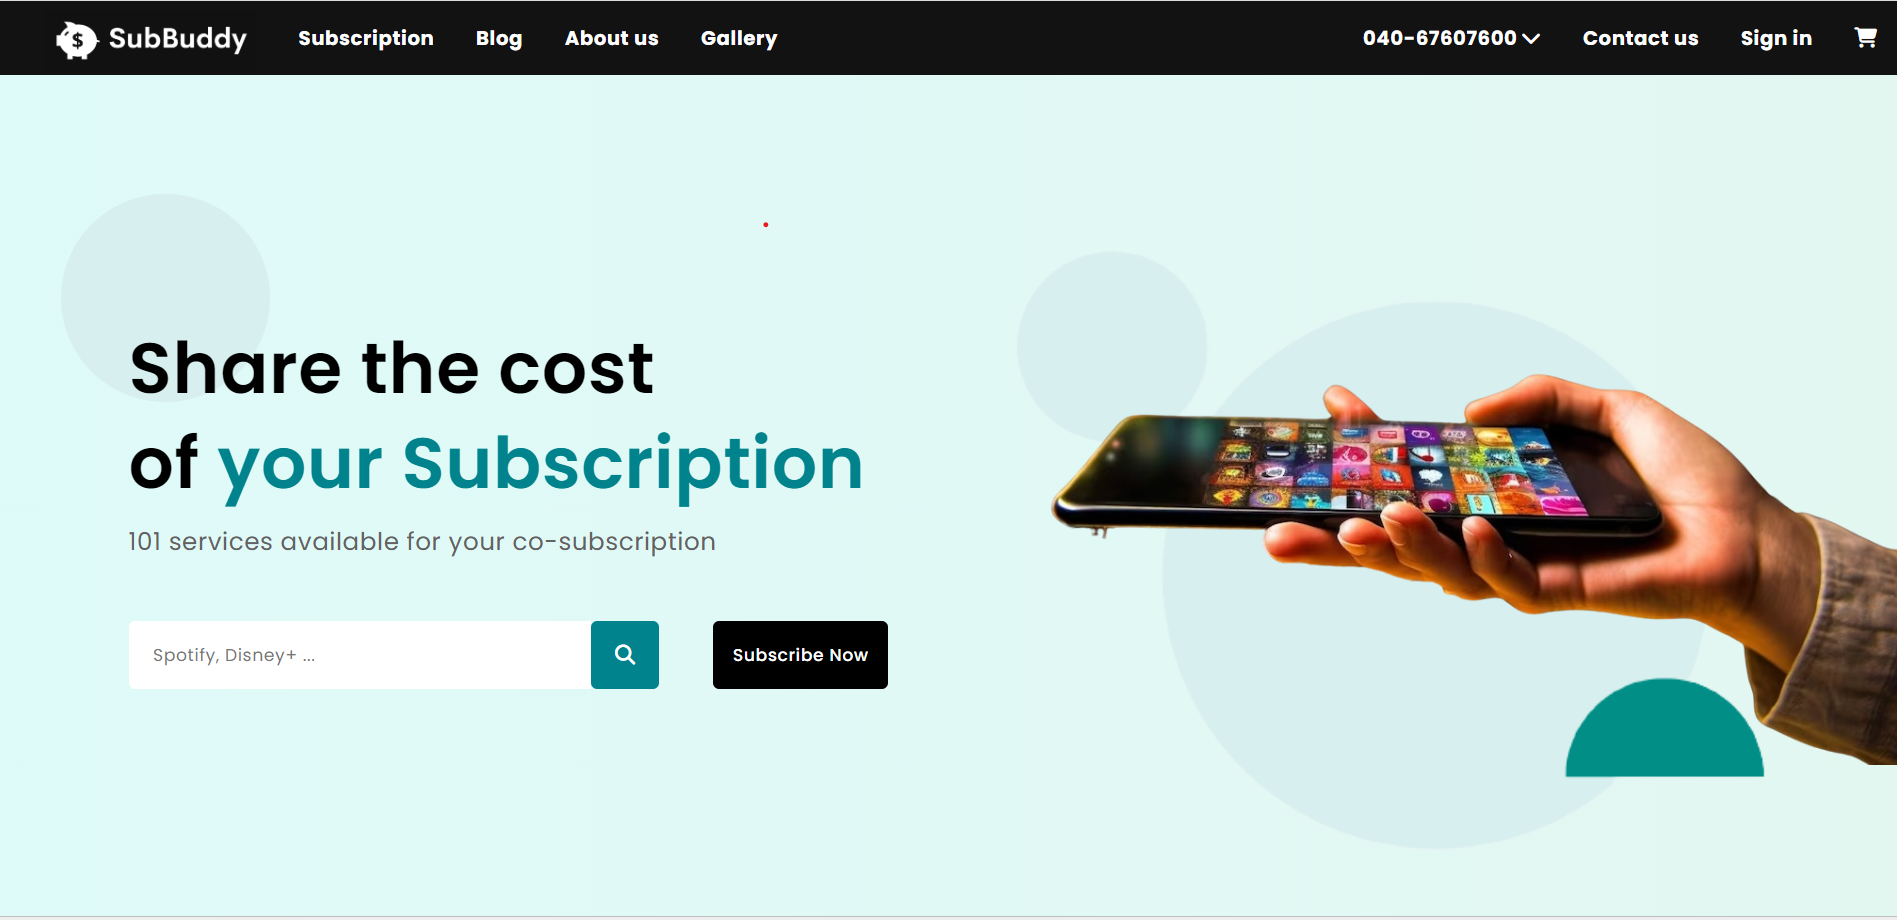 SubBuddy Subscription Blog About us Gallery 040-67607600 Contact us Sign in
Share the cost
of your Subscription
101 services available for your co-subscription
Spotify, Disney+ ... Subscribe Now